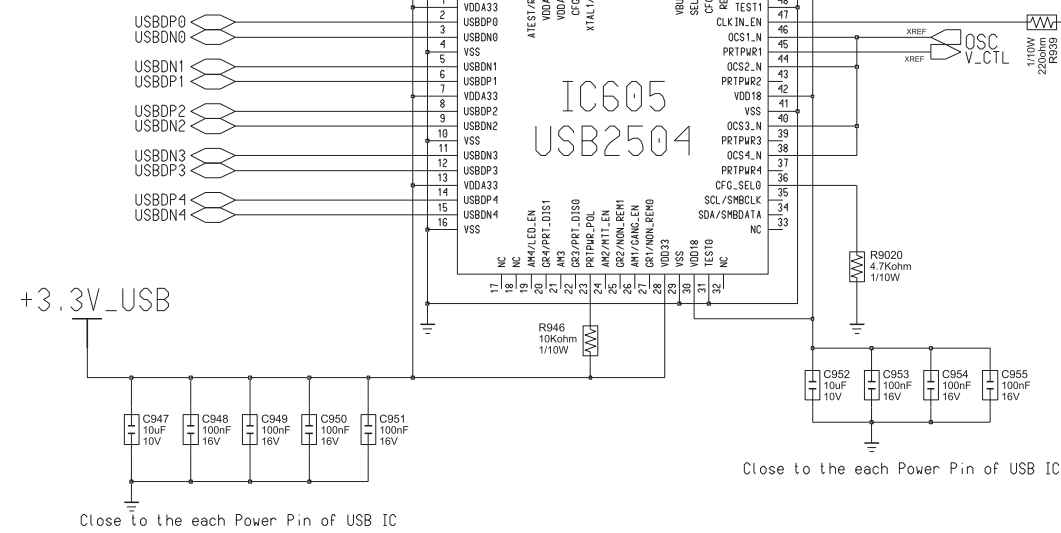 USBDP0
USBDN0
USBDN1
USBDP1
USBDP2
USBDN2
USBDN3
USBDP3
USBDP4
USBDN4
2
3
4
5
6
7
8
9
10
11
12
13
14
15
16
VDDA33
USBDP0
USBDN0
VSS
USBDN1
USBDP1
VDDA33
USBDP2
USBDN2
VSS
USBDN3
USBDP3
VDDA33
USBDP4
USBDN4
VSS
IC605
USB2504
TEST1
CLKIN_EN
OCS1_N
PRTPWR1
OCS2_N
PRTPWR2
VDD18
VSS
OCS3_N
PRTPWR3
OCS4_N
PRTPWR4
CFG_SEL0
SCL/SMBCLK
SDA/SMBDATA
NC
47
46
45
44
43
42
41
40
39
38
37
36
35
34
33
XREF
XREF
OSC
V_CTL
1/10W
220ohm
R939
NC
NC
AM4/LED_EN
GR4/PRT_DIS1
AM3
GR3/PRT_DIS0
PRTPWR_POL
AM2/MTT_EN
GR2/NON_REM1
AM1/GANG_EN
GR1/NON_REM0
VDD33
VSS
VDD18
TEST0
NC
17
18
19
20
21
22
23
24
25
26
27
28
29
30
31
32
R9020
4.7Kohm
1/10W
+3.3V_USB
R946
10Kohm
1/10W
C947
10uF
10V
C948
100nF
16V
C949
100nF
16V
C950
100nF
16V
C951
100nF
16V
C952
10uF
10V
C953
100nF
16V
C954
100nF
16V
C955
100nF
16V
Close to the each Power Pin of USB IC
Close to the each Power Pin of USB IC